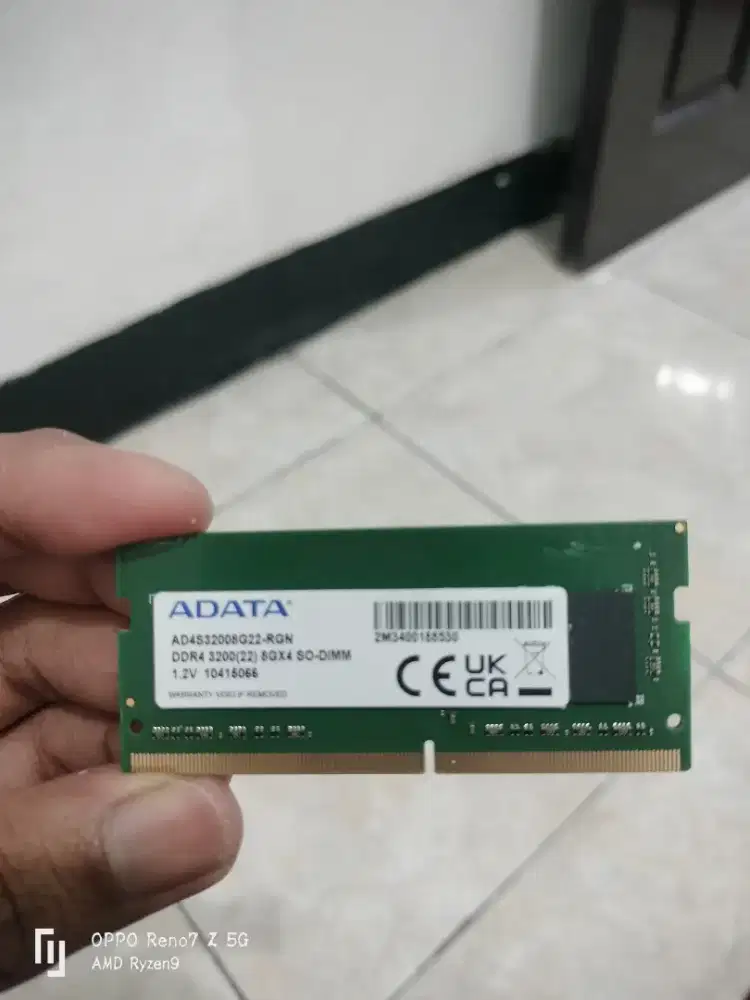 ADATA
AD4S32008G22-RGN
DDR4 3200(22) 8GX4 SO-DIMM
1.2V 10415066
WARRANTY VOID IF REMOVED
2M3400188530
CE UK
CA
OPPO Reno7 Z 5G
AMD Ryzen9